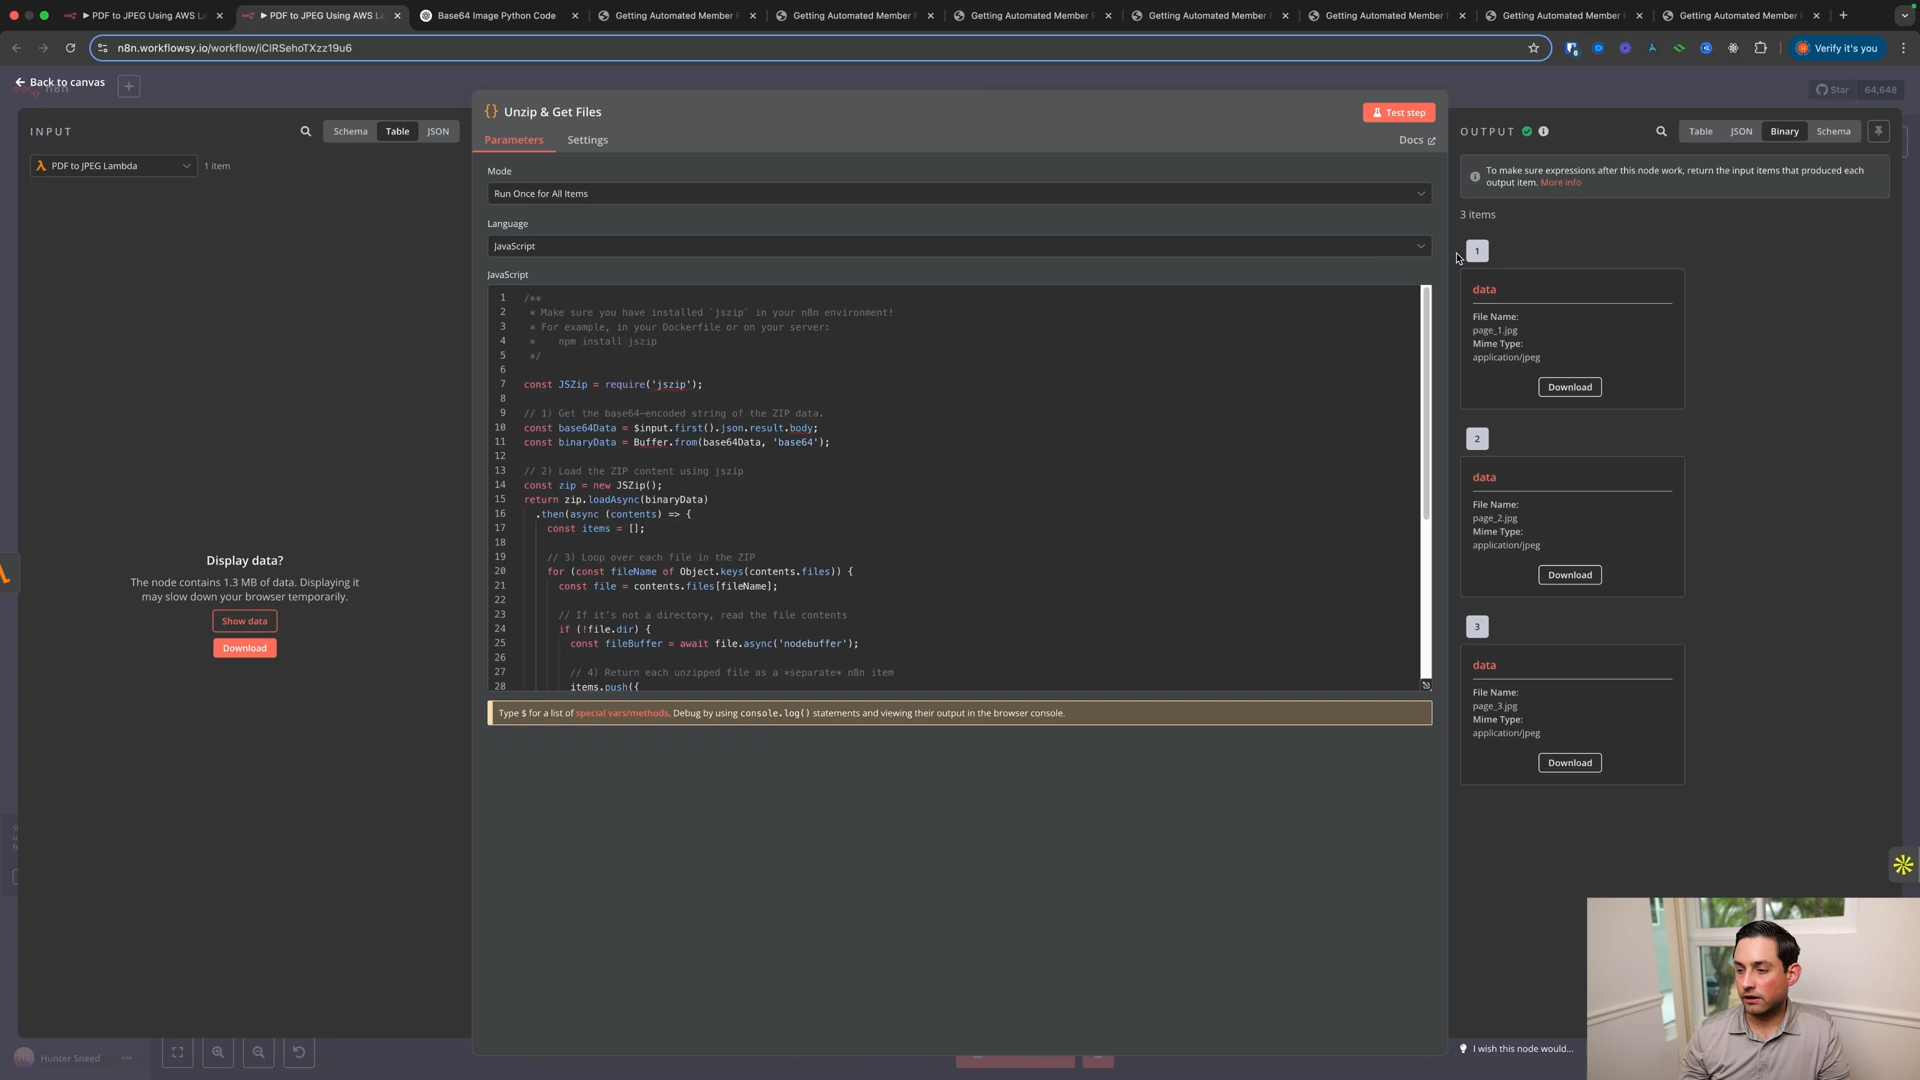 PDF to JPEG Using AWS La
PDF to JPEG Using AWS La
Base64 Image Python Code
Getting Automated Member R
Getting Automated Member
Getting Automated Member R
Getting Automated Member
Getting Automated Member R
Getting Automated Member
Getting Automated Member
n8n.workflowsy.io/workflow/iCIRSehoTXzz19u6
Verify it's you
Back to canvas
n8n
Star
64,648
INPUT
Schema
Table
JSON
PDF to JPEG Lambda
1 item
Display data?
The node contains 1.3 MB of data. Displaying it
may slow down your browser temporarily.
Show data
Download
{} Unzip & Get Files
Test step
Parameters
Settings
Docs
Mode
Run Once for All Items
Language
JavaScript
JavaScript
1 /**
2 * Make sure you have installed `jszip` in your n8n environment!
3 * For example, in your Dockerfile or on your server:
4 * npm install jszip
5 */
6
7 const JSZip = require('jszip');
8
9 // 1) Get the base64-encoded string of the ZIP data.
10 const base64Data = $input.first().json.result.body;
11 const binaryData = Buffer.from(base64Data, 'base64');
12
13 // 2) Load the ZIP content using jszip
14 const zip = new JSZip();
15 return zip.loadAsync(binaryData)
16 .then(async (contents) => {
17 const items = [];
18
19 // 3) Loop over each file in the ZIP
20 for (const fileName of Object.keys(contents.files)) {
21 const file = contents.files[fileName];
22
23 // If it's not a directory, read the file contents
24 if (!file.dir) {
25 const fileBuffer = await file.async('nodebuffer');
26
27 // 4) Return each unzipped file as a *separate* n8n item
28 items.push({
Type $ for a list of special vars/methods. Debug by using console.log() statements and viewing their output in the browser console.
OUTPUT
Table
JSON
Binary
Schema
To make sure expressions after this node work, return the input items that produced each
output item. More info
3 items
1
data
File Name:
page_1.jpg
Mime Type:
application/jpeg
Download
2
data
File Name:
page_2.jpg
Mime Type:
application/jpeg
Download
3
data
File Name:
page_3.jpg
Mime Type:
application/jpeg
Download
I wish this node would...
HS
Hunter Sneed